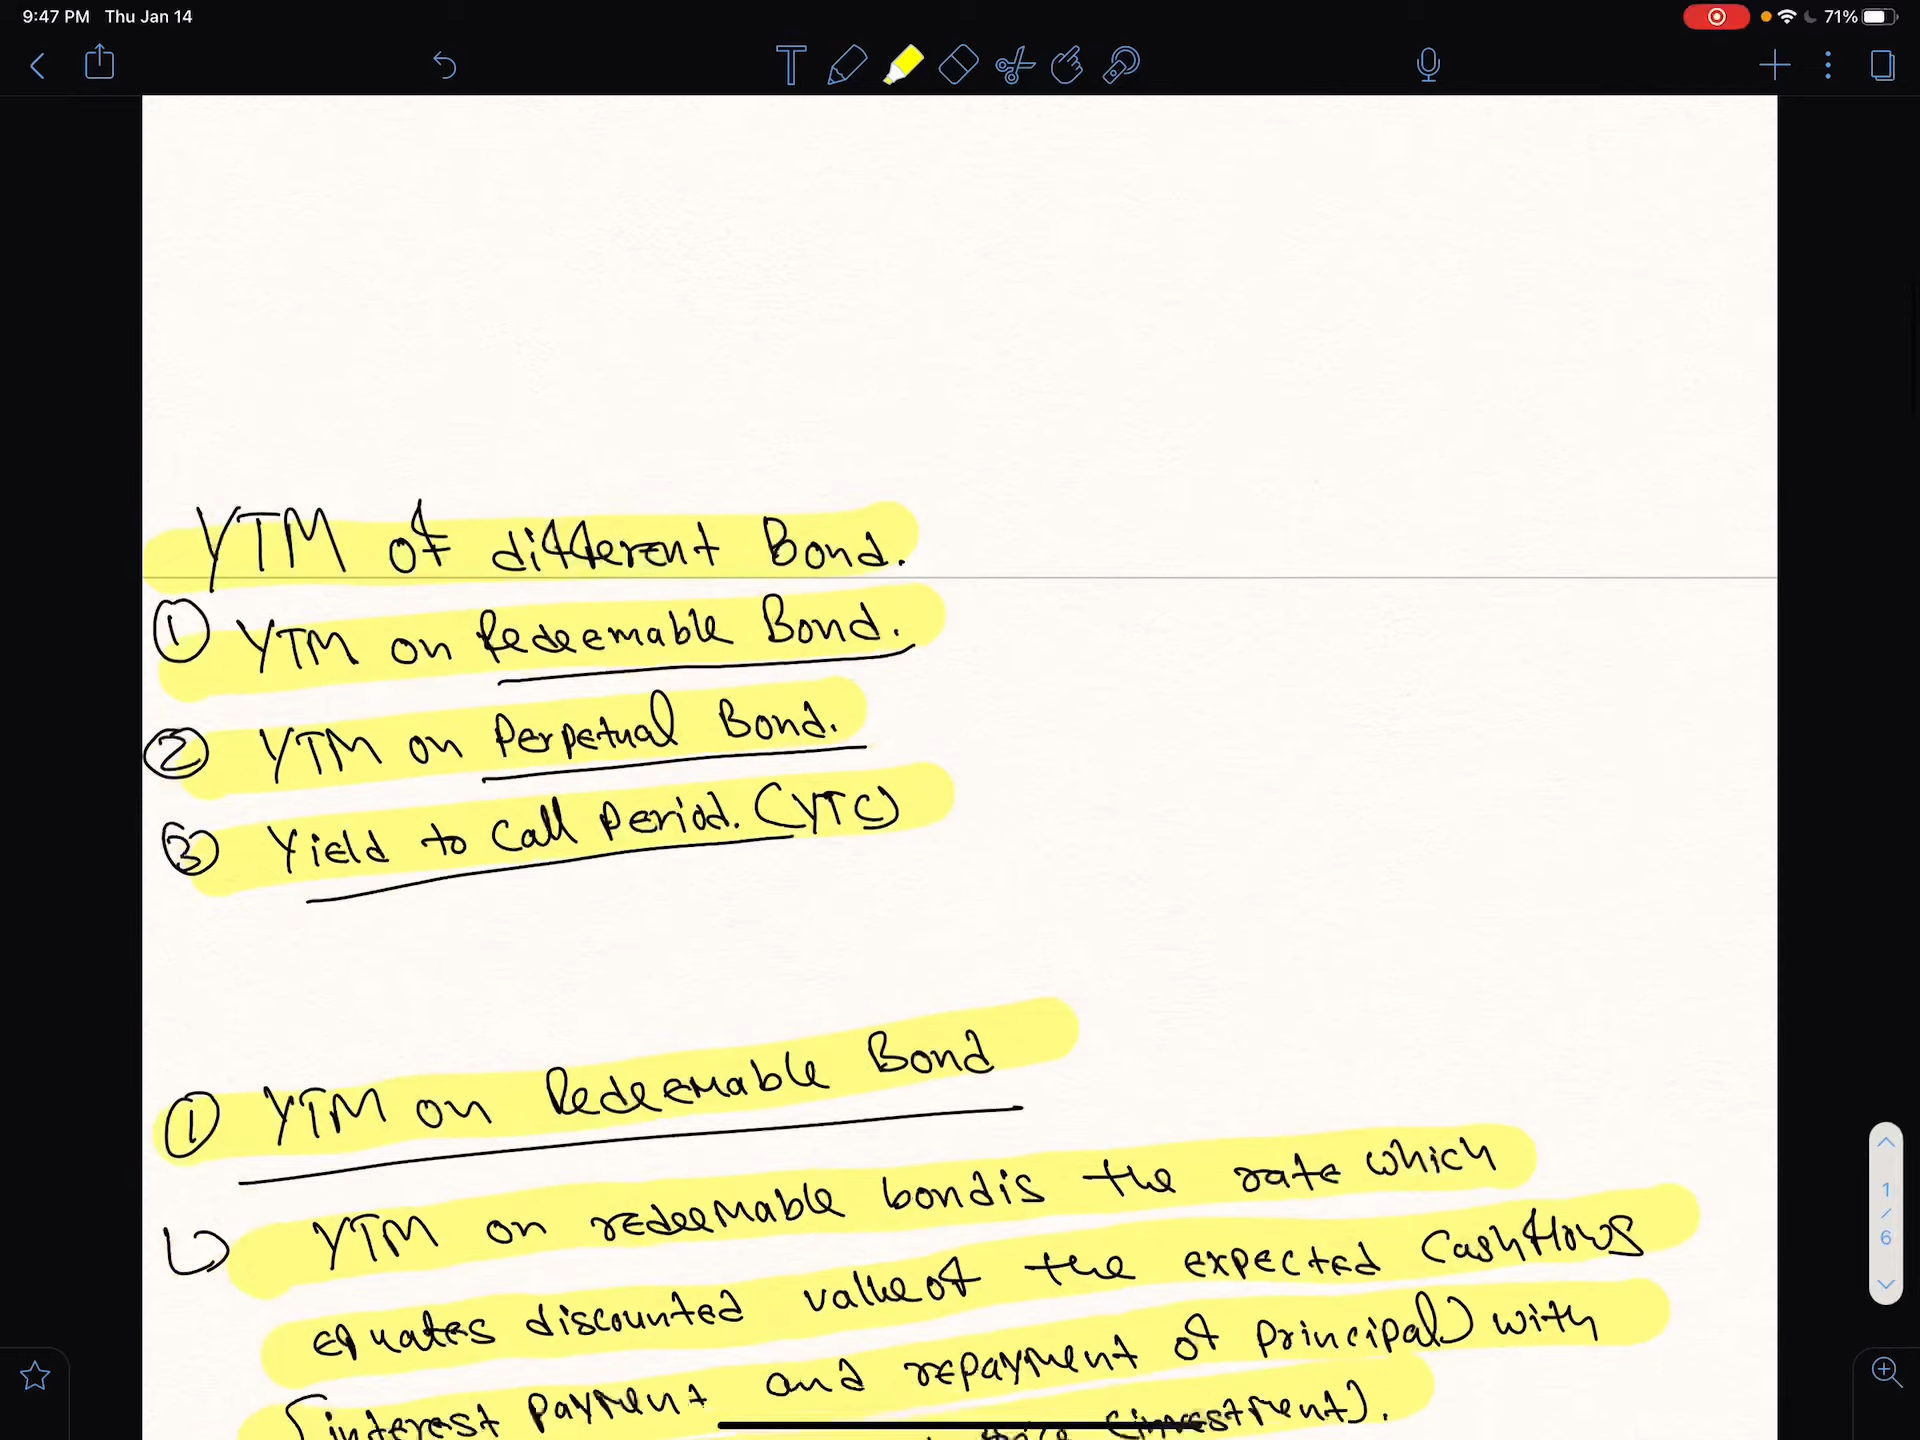 9:47 PM Thu Jan 14
71%
YTM of different Bond.
① YTM on Redeemable Bond.
② YTM on Perpetual Bond.
③ Yield to Call Period. (YTC)
① YTM on Redeemable Bond
↳ YTM on redeemable bond is the rate which
equates discounted value of the expected Cashflows
(interest payment and repayment of principal) with
(investment).
1
/
6